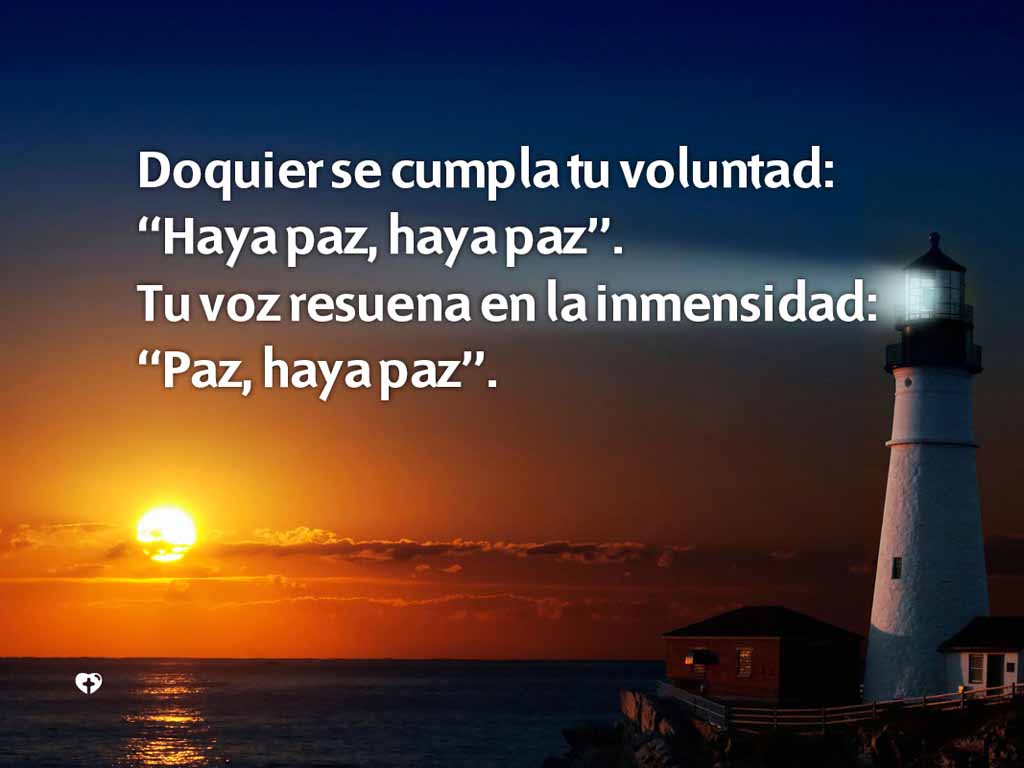 Doquier se cumpla tu voluntad:
“Haya paz, haya paz”.
Tu voz resuena en la inmensidad:
“Paz, haya paz”.